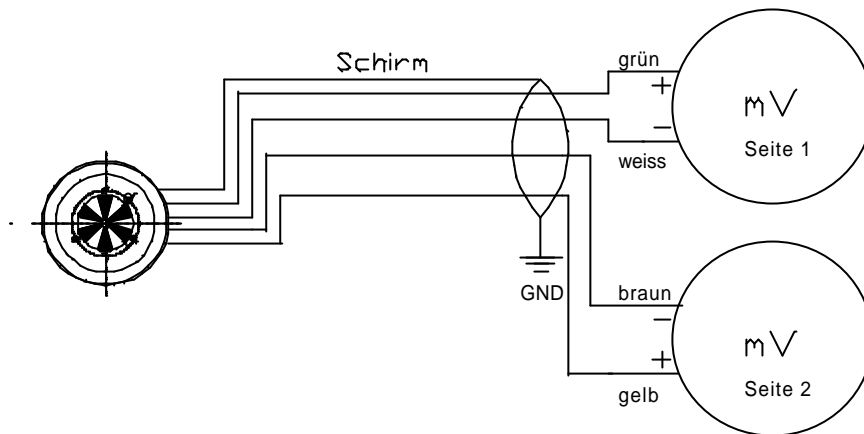 Schirm
grün
+
mV
−
Seite 1
weiss
GND
braun
−
mV
+
Seite 2
gelb